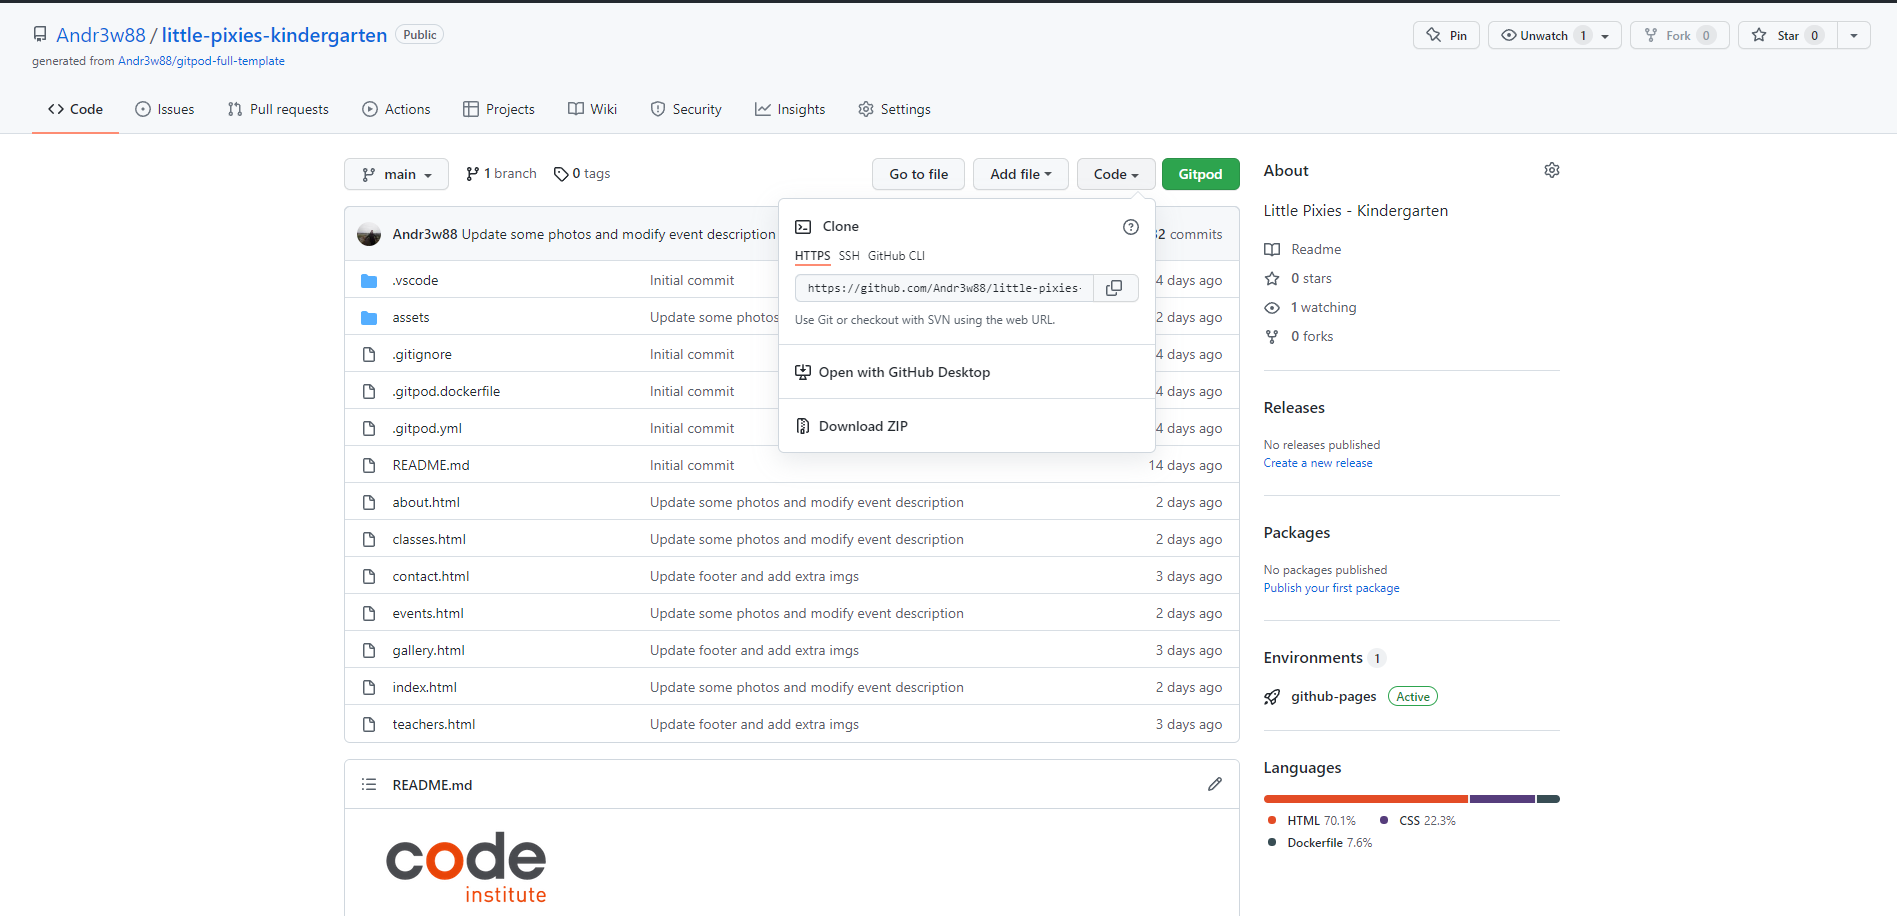 Andr3w88 / little-pixies-kindergarten Public
Pin Unwatch 1 Fork 0 Star 0
generated from Andr3w88/gitpod-full-template
Code Issues Pull requests Actions Projects Wiki Security Insights Settings
main 1 branch 0 tags Go to file Add file Code Gitpod
Andr3w88 Update some photos and modify event description commits
.vscode Initial commit 4 days ago
assets Update some photos 2 days ago
.gitignore Initial commit 4 days ago
.gitpod.dockerfile Initial commit 4 days ago
.gitpod.yml Initial commit 4 days ago
README.md Initial commit 14 days ago
about.html Update some photos and modify event description 2 days ago
classes.html Update some photos and modify event description 2 days ago
contact.html Update footer and add extra imgs 3 days ago
events.html Update some photos and modify event description 2 days ago
gallery.html Update footer and add extra imgs 3 days ago
index.html Update some photos and modify event description 2 days ago
teachers.html Update footer and add extra imgs 3 days ago
Clone
HTTPS SSH GitHub CLI
https://github.com/Andr3w88/little-pixies-
Use Git or checkout with SVN using the web URL.
Open with GitHub Desktop
Download ZIP
README.md
code
institute
About
Little Pixies - Kindergarten
Readme
0 stars
1 watching
0 forks
Releases
No releases published
Create a new release
Packages
No packages published
Publish your first package
Environments 1
github-pages Active
Languages
HTML 70.1% CSS 22.3%
Dockerfile 7.6%